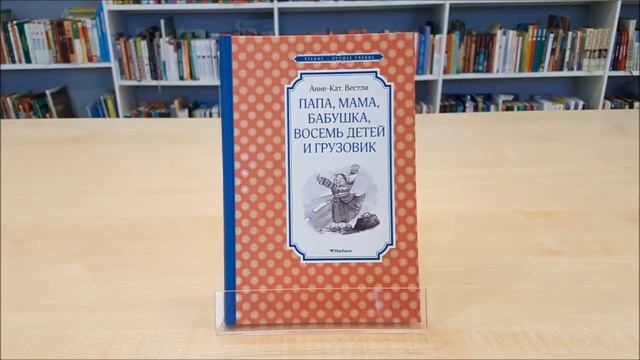 ЧТЕНИЕ - ЛУЧШЕЕ УЧЕНИЕ
Анне-Кат. Вестли
ПАПА, МАМА,
БАБУШКА,
ВОСЕМЬ ДЕТЕЙ
И ГРУЗОВИК
Machaon